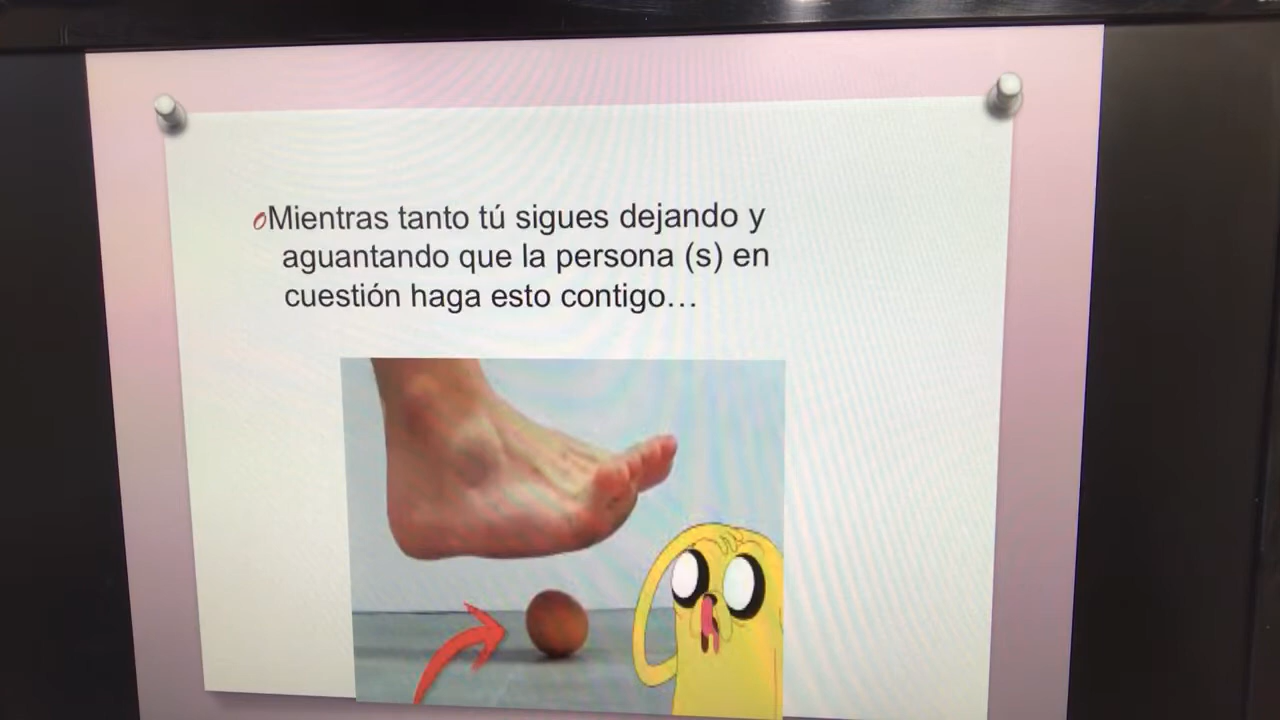 Mientras tanto tú sigues dejando y
aguantando que la persona (s) en
cuestión haga esto contigo…